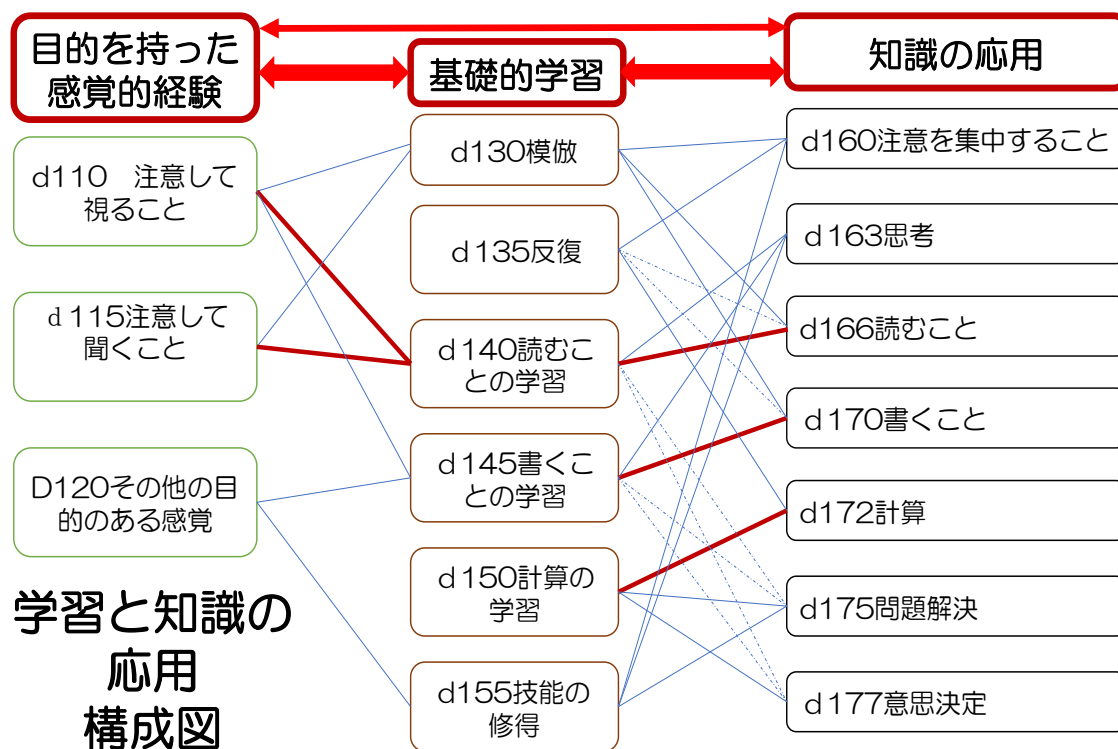 目的を持った
感覚的経験
基礎的学習
知識の応用
d110　注意して
視ること
ｄ115注意して
聞くこと
D120その他の目
的のある感覚
d130模倣
ｄ135反復
d140読むこ
との学習
ｄ145書くこ
との学習
ｄ150計算の
学習
d155技能の
修得
d160注意を集中すること
ｄ163思考
ｄ166読むこと
ｄ170書くこと
d172計算
d175問題解決
d177意思決定
学習と知識の
応用
構成図